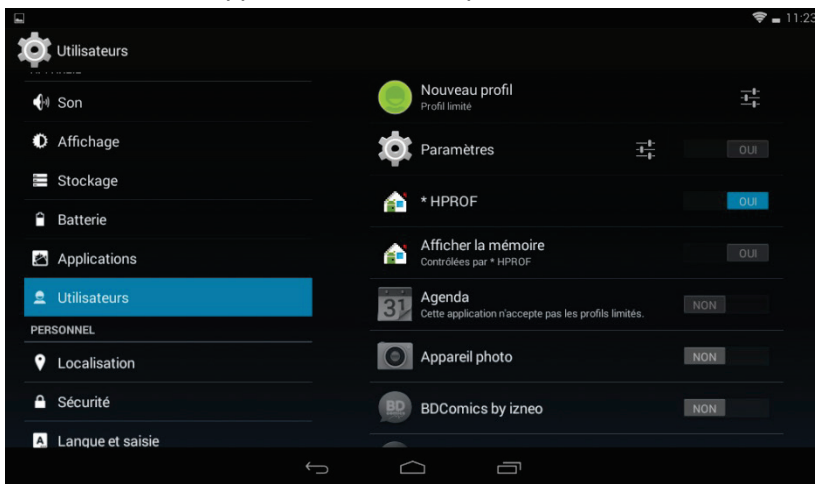 11:23
Utilisateurs
Son
Affichage
Stockage
Batterie
Applications
Utilisateurs
PERSONNEL
Localisation
Sécurité
A Langue et saisie
Nouveau profil
Profil limité
Paramètres OUI
* HPROF OUI
Afficher la mémoire OUI
Contrôlées par * HPROF
31 Agenda NON
Cette application n'accepte pas les profils limités.
Appareil photo NON
BD BDComics by izneo NON